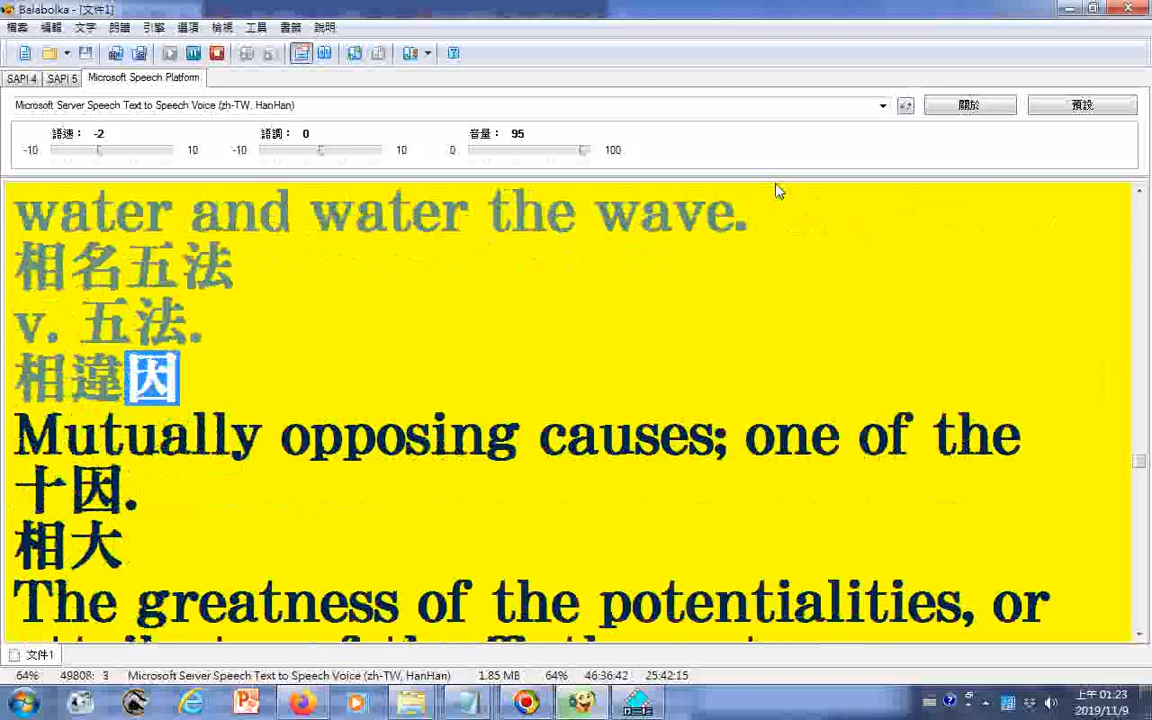 Balabolka - [文件1]
檔案 編輯 文字 朗讀 引擎 選項 檢視 工具 書籤 說明
SAPI 4 SAPI 5 Microsoft Speech Platform
Microsoft Server Speech Text to Speech Voice (zh-TW, HanHan) 關於 預設
語速： -2 語調： 0 音量： 95
-10 10 -10 10 0 100
water and water the wave.
相名五法
v. 五法.
相違因
Mutually opposing causes; one of the
十因.
相大
The greatness of the potentialities, or
文件1
64% 4980R: 3 Microsoft Server Speech Text to Speech Voice (zh-TW, HanHan) 1.85 MB 64% 46:36:42 25:42:15
上午 01:23
2019/11/9